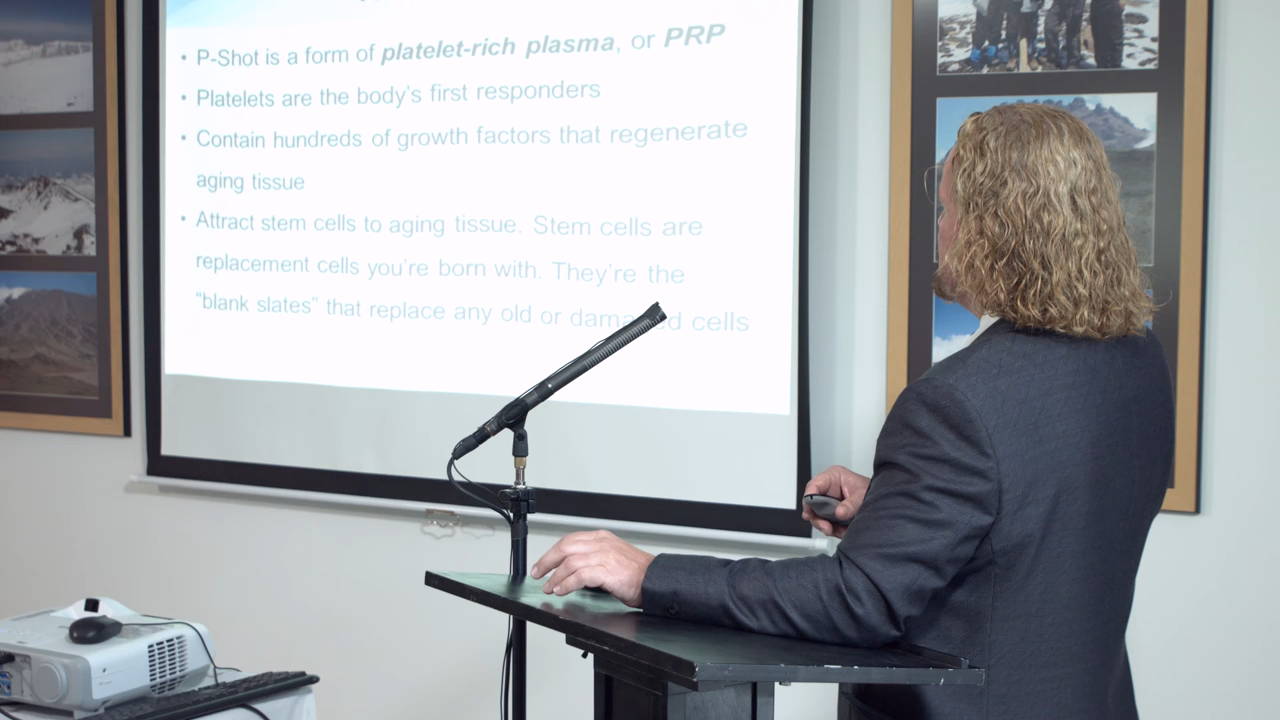 • P-Shot is a form of platelet-rich plasma, or PRP
• Platelets are the body's first responders
• Contain hundreds of growth factors that regenerate
aging tissue
• Attract stem cells to aging tissue. Stem cells are
replacement cells you're born with. They're the
“blank slates” that replace any old or damaged cells